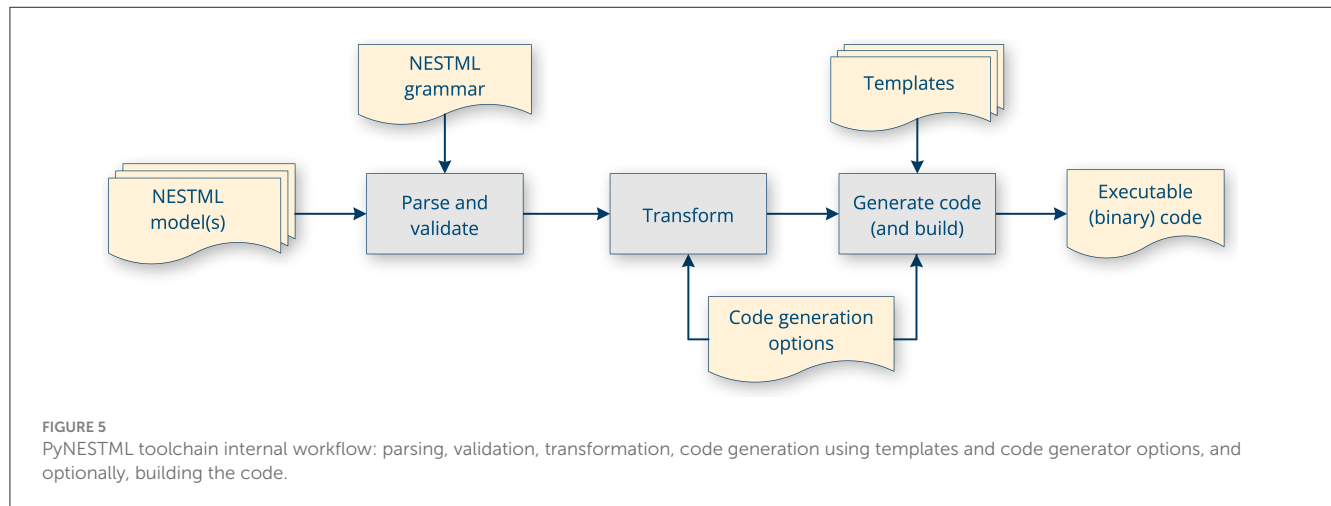 NESTML
grammar
Templates
NESTML
model(s)
Parse and
validate
Transform
Generate code
(and build)
Executable
(binary) code
Code generation
options
FIGURE 5
PyNESTML toolchain internal workflow: parsing, validation, transformation, code generation using templates and code generator options, and
optionally, building the code.